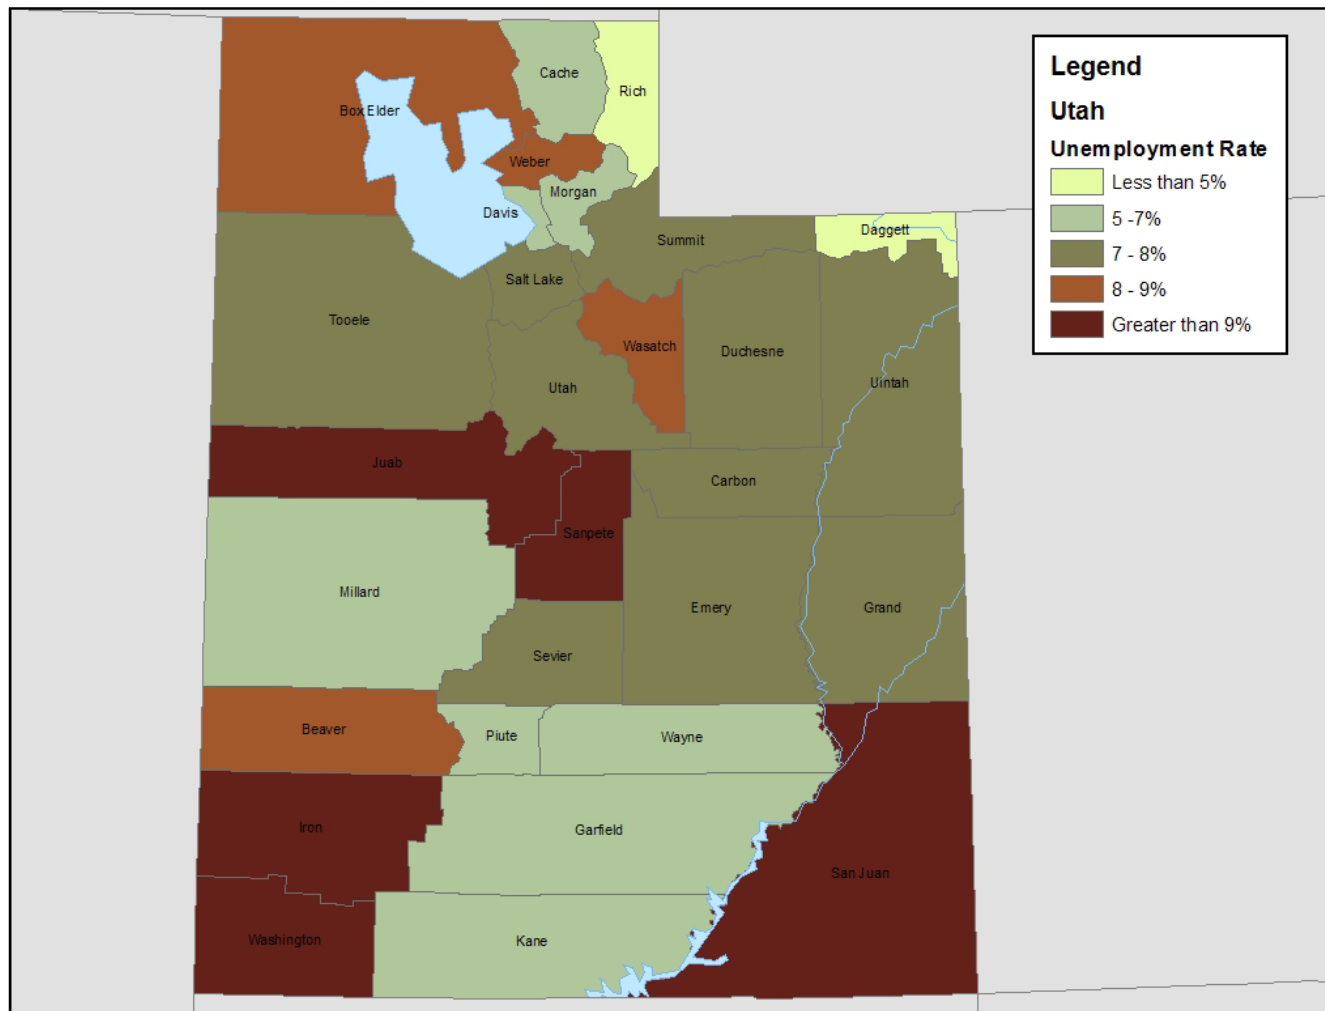 Legend
Utah
Unemployment Rate
Less than 5%
5 -7%
7 - 8%
8 - 9%
Greater than 9%
Cache
Rich
Box Elder
Weber
Morgan
Davis
Summit
Daggett
Salt Lake
Tooele
Wasatch
Duchesne
Uintah
Utah
Juab
Carbon
Sanpete
Millard
Emery
Grand
Sevier
Beaver
Piute
Wayne
Iron
Garfield
San Juan
Washington
Kane